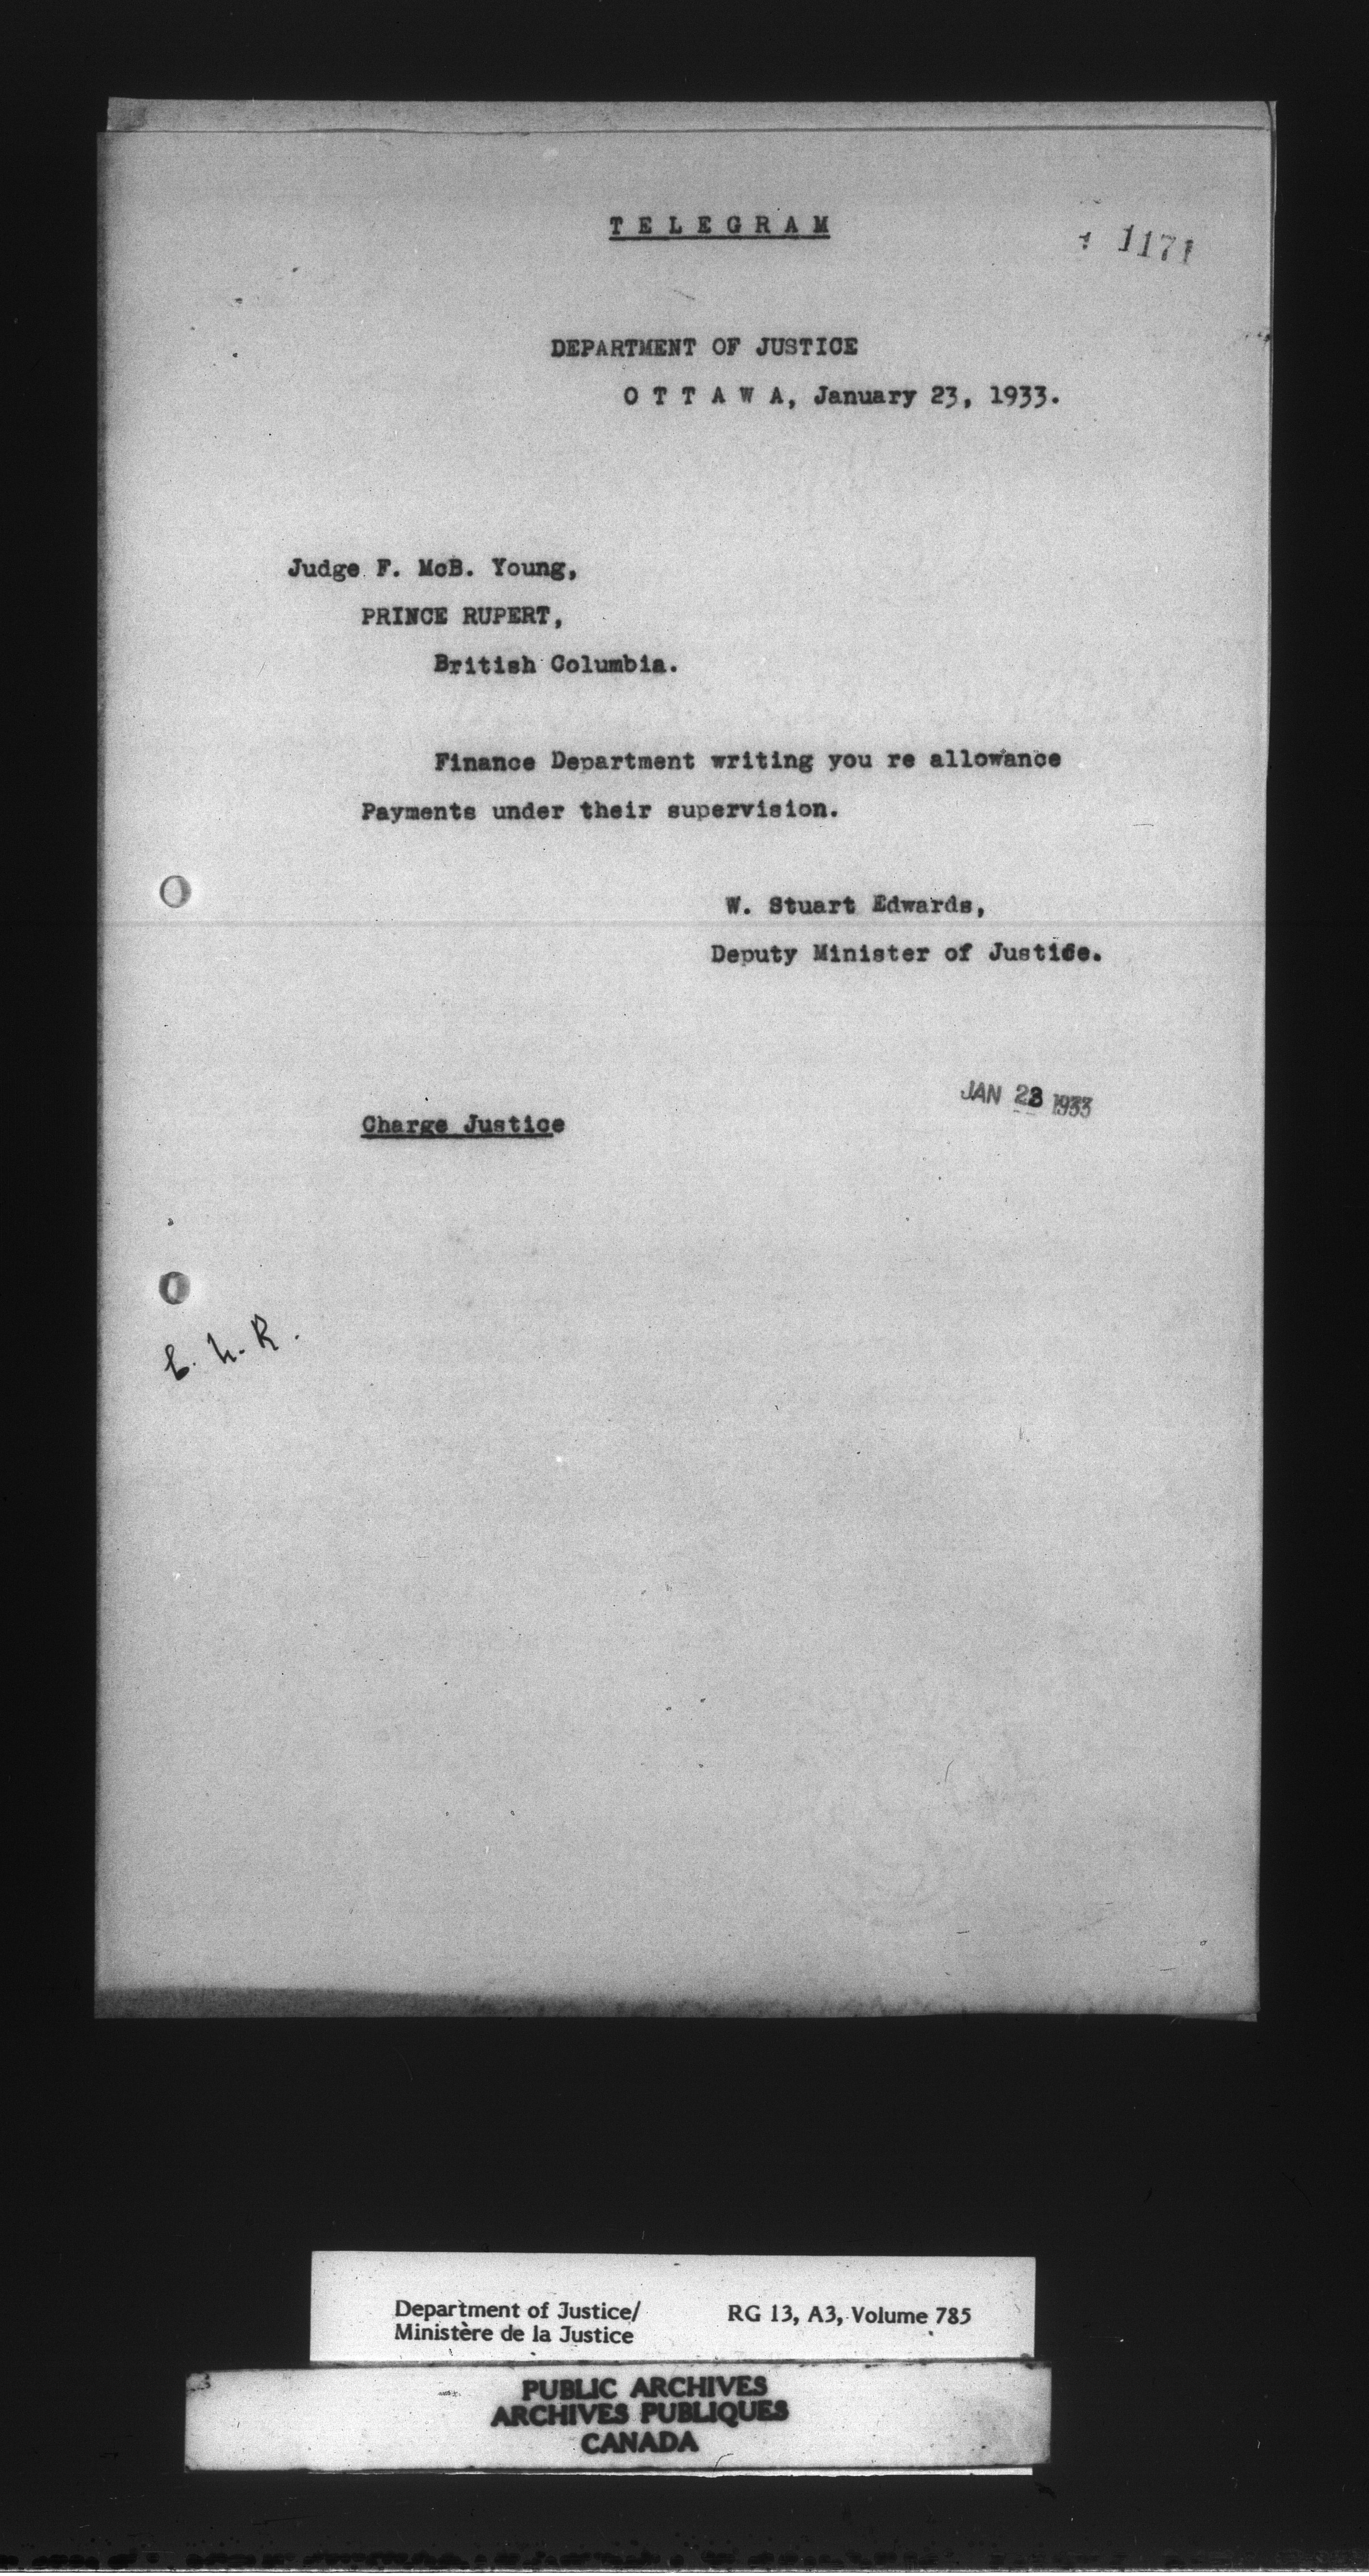 T E L E G R A M
1171
DEPARTMENT OF JUSTICE
O T T A W A, January 23, 1933.
Judge F. McB. Young,
PRINCE RUPERT,
British Columbia.
Finance Department writing you re allowance
Payments under their supervision.
W. Stuart Edwards,
Deputy Minister of Justice.
JAN 23 1933
Charge Justice
Department of Justice/
Ministère de la Justice
RG 13, A3, Volume 785
PUBLIC ARCHIVES
ARCHIVES PUBLIQUES
CANADA